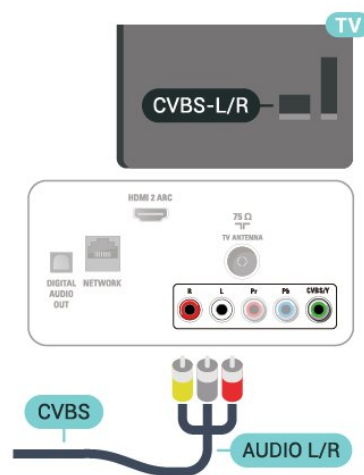 TV
CVBS-L/R
HDMI 2 ARC
75 Ω
TV ANTENNA
DIGITAL
AUDIO
OUT
NETWORK
R L Pr Pb CVBS/Y
CVBS
AUDIO L/R